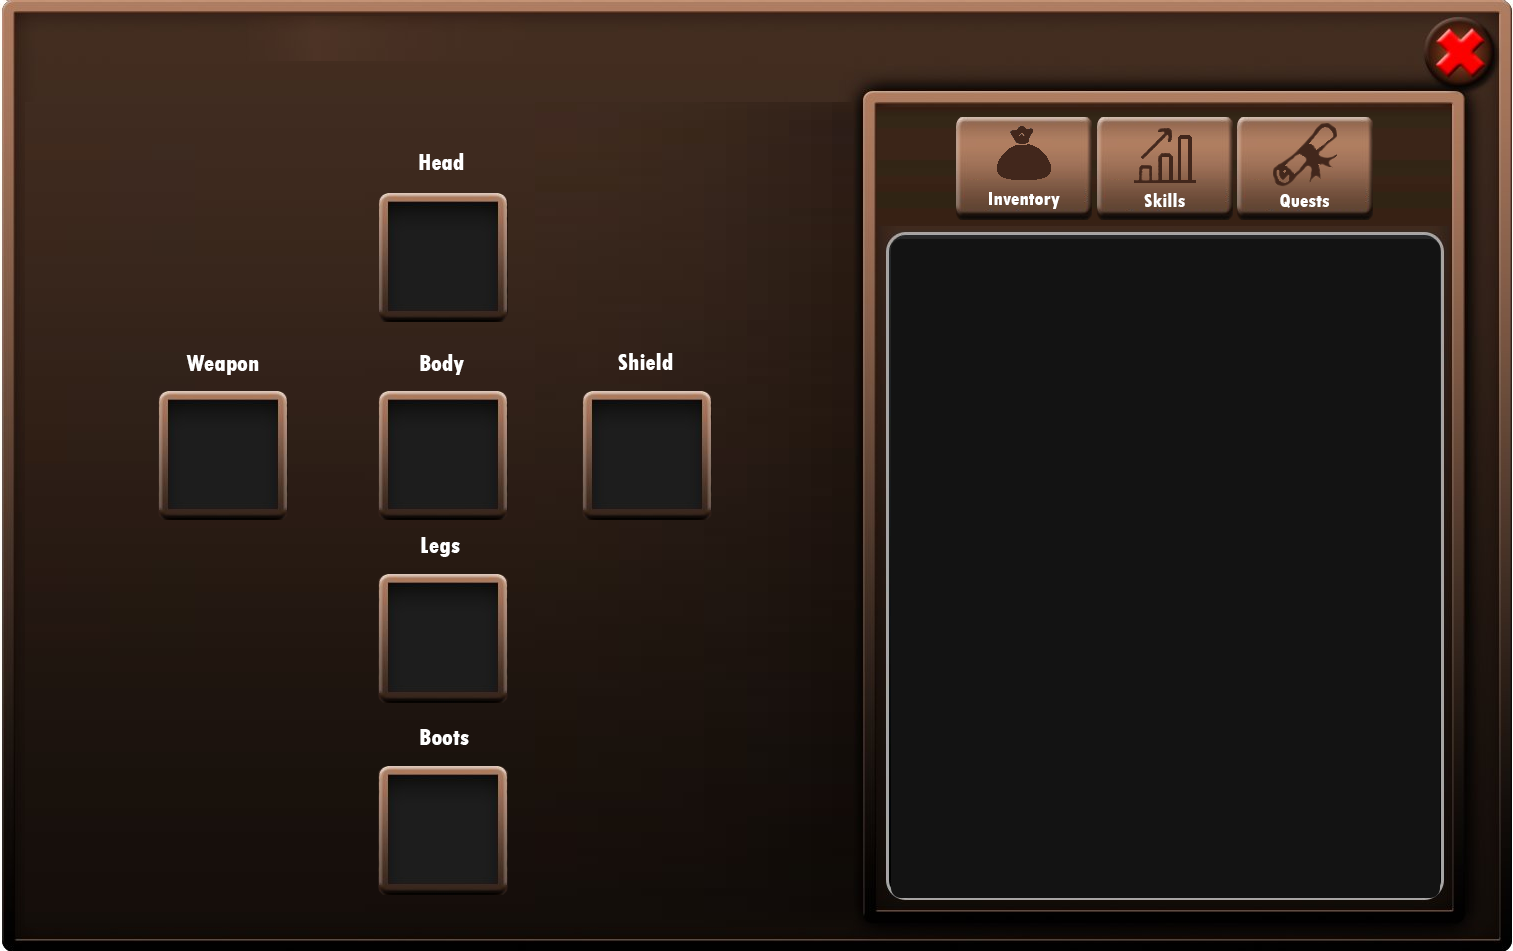 Head
Weapon
Body
Shield
Legs
Boots
Inventory
Skills
Quests